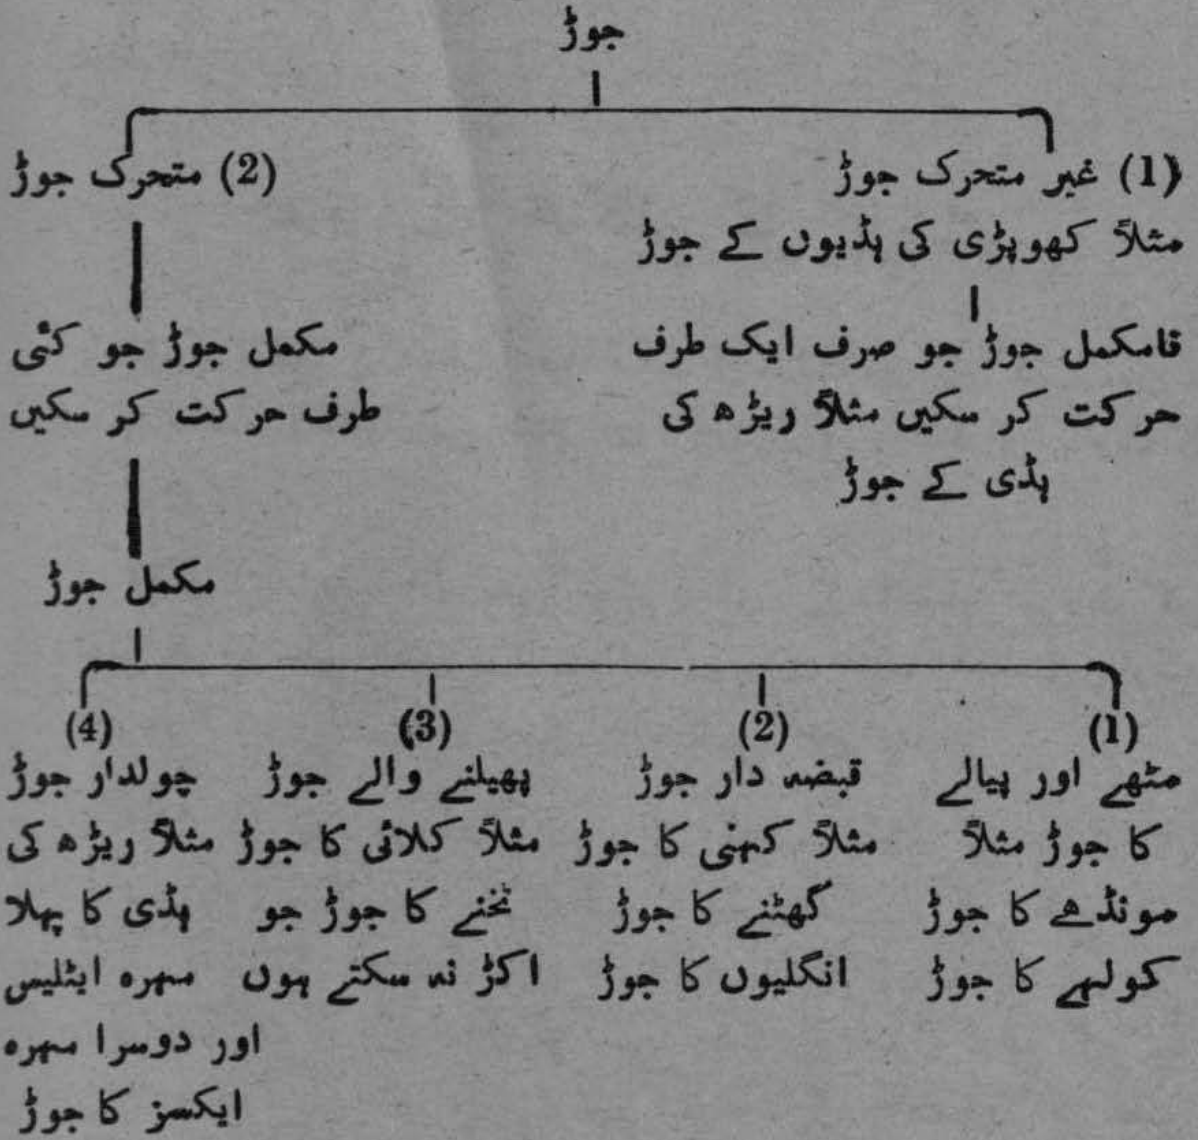 جوڑ
(1) غیر متحرک جوڑ
مثلاً کھوپڑی کی ہڈیوں کے جوڑ
نامکمل جوڑ جو صرف ایک طرف
حرکت کر سکیں مثلاً ریڑھ کی
ہڈی کے جوڑ
(2) متحرک جوڑ
مکمل جوڑ جو کئی
طرف حرکت کر سکیں
مکمل جوڑ
(1)
مٹھے اور پیالے
کا جوڑ مثلاً
مونڈھے کا جوڑ
کولہے کا جوڑ
(2)
قبضہ دار جوڑ
مثلاً کہنی کا جوڑ
گھٹنے کا جوڑ
انگلیوں کا جوڑ
(3)
پھیلنے والے جوڑ
مثلاً کلائی کا جوڑ
ٹخنے کا جوڑ جو
اکڑ نہ سکتے ہوں
(4)
چولدار جوڑ
مثلاً ریڑھ کی
ہڈی کا پہلا
مہرہ ایٹلیس
اور دوسرا مہرہ
ایکسز کا جوڑ